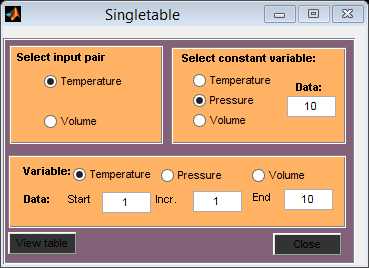 Singletable
Select input pair
Temperature
Volume
Select constant variable:
Temperature
Pressure
Volume
Data:
10
Variable: Temperature Pressure Volume
Data: Start 1 Incr. 1 End 10
View table
Close